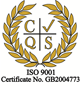 C
Q S
ISO 9001
Certificate No. GB2004773